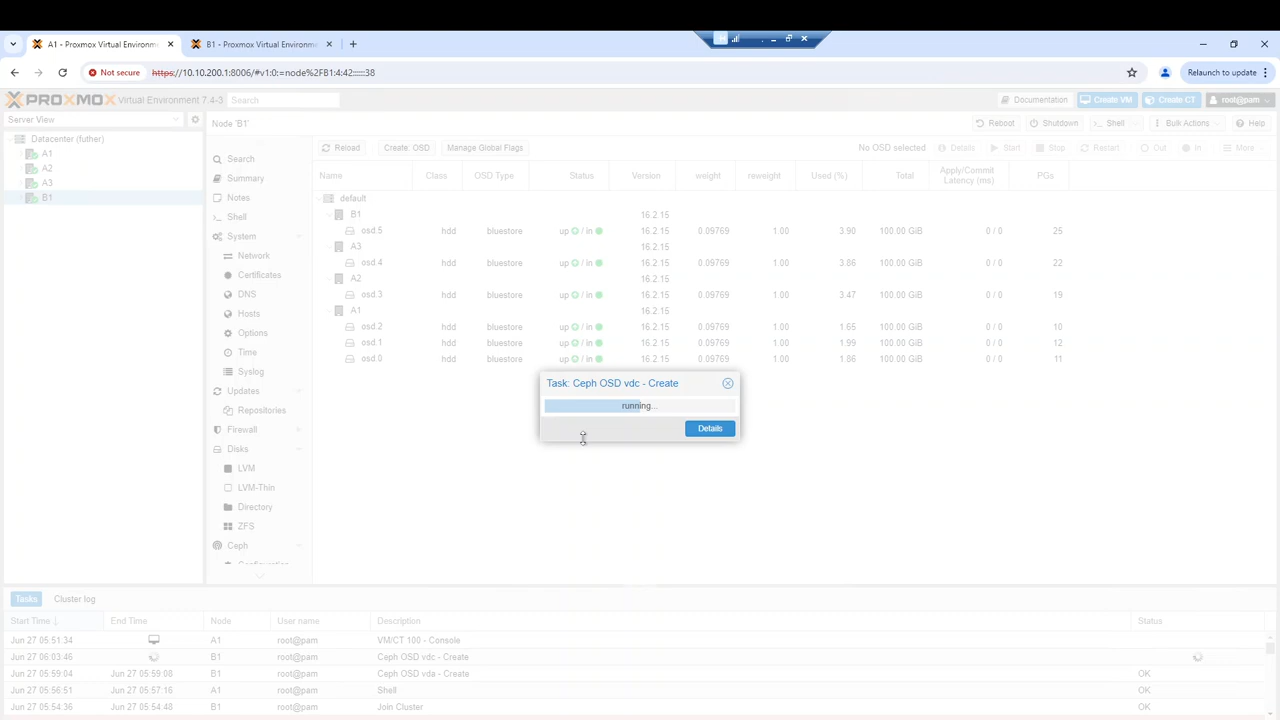 A1 - Proxmox Virtual Environm
B1 - Proxmox Virtual Environme
Not secure
https://10.10.200.1:8006/#v1:0:=node%2FB1:4:42::::::38
Relaunch to update
PROXMOX Virtual Environment 7.4-3
Search
Documentation
Create VM
Create CT
root@pam
Server View
Node 'B1'
Reboot
Shutdown
Shell
Bulk Actions
Help
Datacenter (futher)
A1
A2
A3
B1
Search
Summary
Notes
Shell
System
Network
Certificates
DNS
Hosts
Options
Time
Syslog
Updates
Repositories
Firewall
Disks
LVM
LVM-Thin
Directory
ZFS
Ceph
Configuration
Reload
Create: OSD
Manage Global Flags
No OSD selected
Details
Start
Stop
Restart
Out
In
More
Name Class OSD Type Status Version weight reweight Used (%) Total Apply/Commit Latency (ms) PGs
default
B1 16.2.15
osd.5 hdd bluestore up / in 16.2.15 0.09769 1.00 3.90 100.00 GiB 0 / 0 25
A3 16.2.15
osd.4 hdd bluestore up / in 16.2.15 0.09769 1.00 3.86 100.00 GiB 0 / 0 22
A2 16.2.15
osd.3 hdd bluestore up / in 16.2.15 0.09769 1.00 3.47 100.00 GiB 0 / 0 19
A1 16.2.15
osd.2 hdd bluestore up / in 16.2.15 0.09769 1.00 1.65 100.00 GiB 0 / 0 10
osd.1 hdd bluestore up / in 16.2.15 0.09769 1.00 1.99 100.00 GiB 0 / 0 12
osd.0 hdd bluestore up / in 16.2.15 0.09769 1.00 1.86 100.00 GiB 0 / 0 11
Task: Ceph OSD vdc - Create
running...
Details
Tasks
Cluster log
Start Time End Time Node User name Description Status
Jun 27 05:51:34 A1 root@pam VM/CT 100 - Console
Jun 27 06:03:46 B1 root@pam Ceph OSD vdc - Create
Jun 27 05:59:04 Jun 27 05:59:08 B1 root@pam Ceph OSD vda - Create OK
Jun 27 05:56:51 Jun 27 05:57:16 A1 root@pam Shell OK
Jun 27 05:54:36 Jun 27 05:54:48 B1 root@pam Join Cluster OK